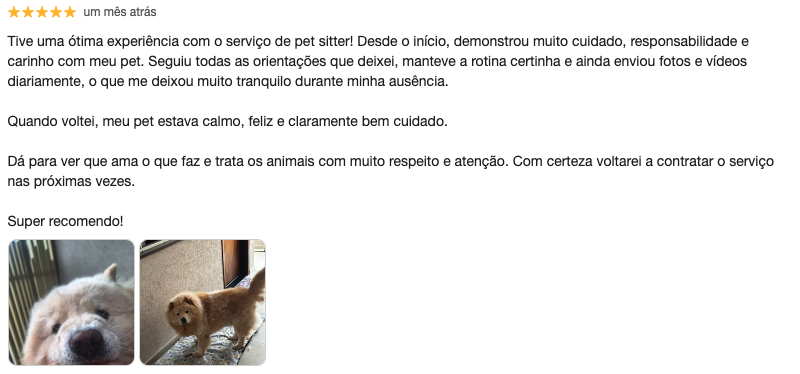 um mês atrás
Tive uma ótima experiência com o serviço de pet sitter! Desde o início, demonstrou muito cuidado, responsabilidade e
carinho com meu pet. Seguiu todas as orientações que deixei, manteve a rotina certinha e ainda enviou fotos e vídeos
diariamente, o que me deixou muito tranquilo durante minha ausência.
Quando voltei, meu pet estava calmo, feliz e claramente bem cuidado.
Dá para ver que ama o que faz e trata os animais com muito respeito e atenção. Com certeza voltarei a contratar o serviço
nas próximas vezes.
Super recomendo!